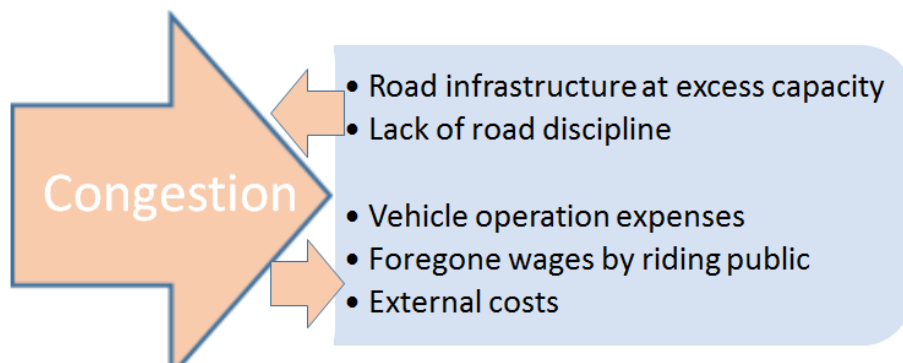 Congestion
• Road infrastructure at excess capacity
• Lack of road discipline
• Vehicle operation expenses
• Foregone wages by riding public
• External costs